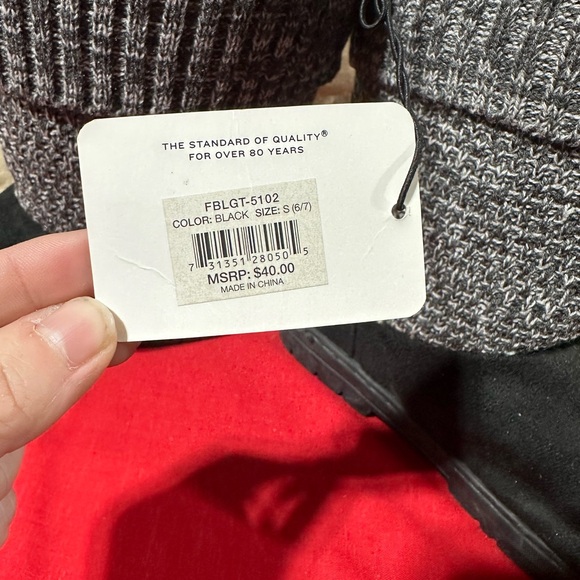 THE STANDARD OF QUALITY®
FOR OVER 80 YEARS
FBLGT-5102
COLOR: BLACK SIZE: S (6/7)
7 31351 28050 5
MSRP: $40.00
MADE IN CHINA